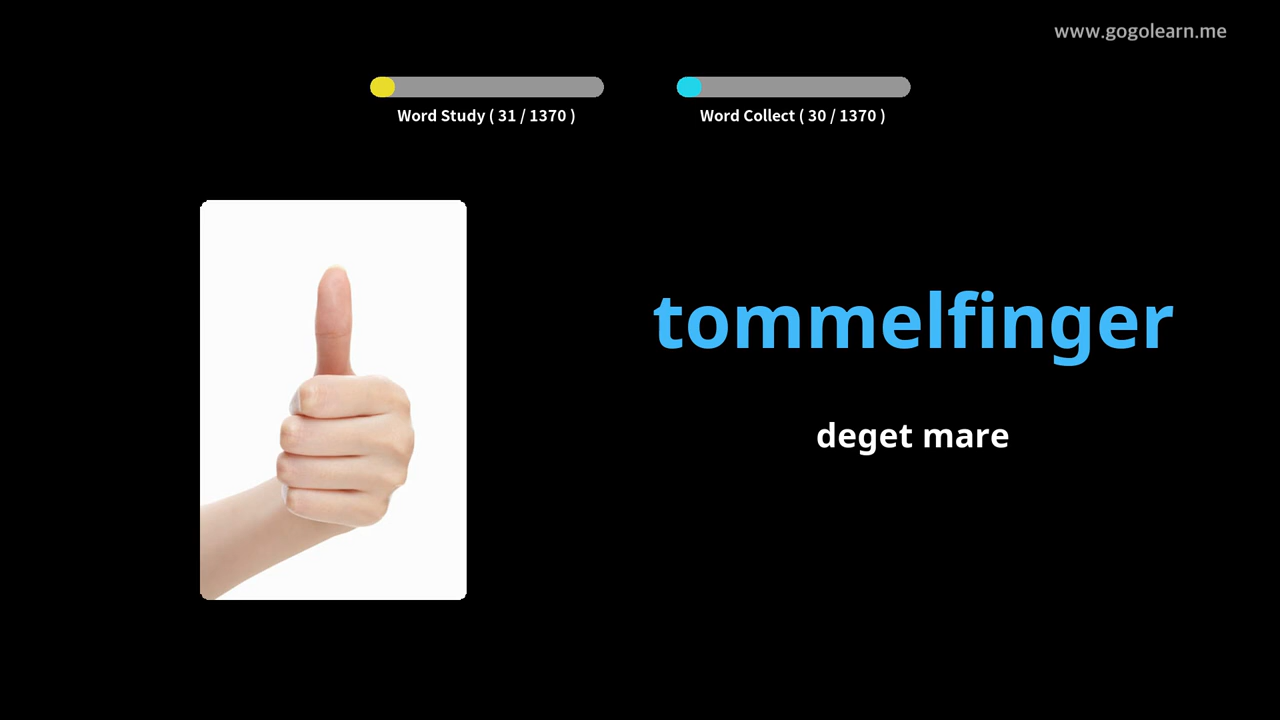 www.gogolearn.me
Word Study ( 31 / 1370 )
Word Collect ( 30 / 1370 )
tommelfinger
deget mare